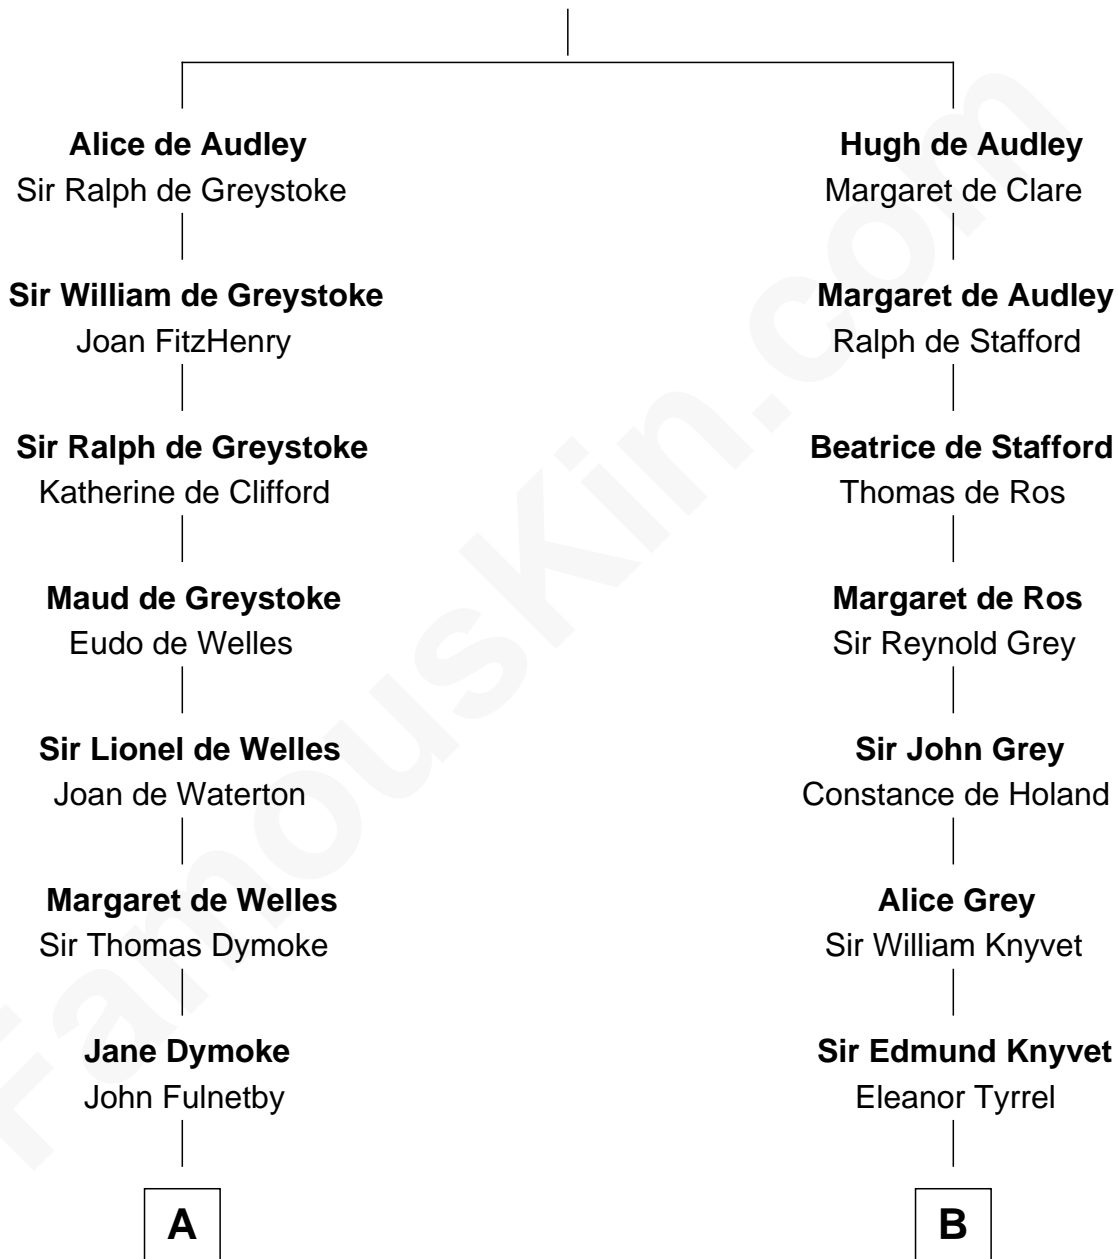 Alice de Audley
Sir Ralph de Greystoke
Sir William de Greystoke
Joan FitzHenry
Sir Ralph de Greystoke
Katherine de Clifford
Maud de Greystoke
Eudo de Welles
Sir Lionel de Welles
Joan de Waterton
Margaret de Welles
Sir Thomas Dymoke
Jane Dymoke
John Fulnetby
A
Hugh de Audley
Margaret de Clare
Margaret de Audley
Ralph de Stafford
Beatrice de Stafford
Thomas de Ros
Margaret de Ros
Sir Reynold Grey
Sir John Grey
Constance de Holand
Alice Grey
Sir William Knyvet
Sir Edmund Knyvet
Eleanor Tyrrel
B
FamousKin.com